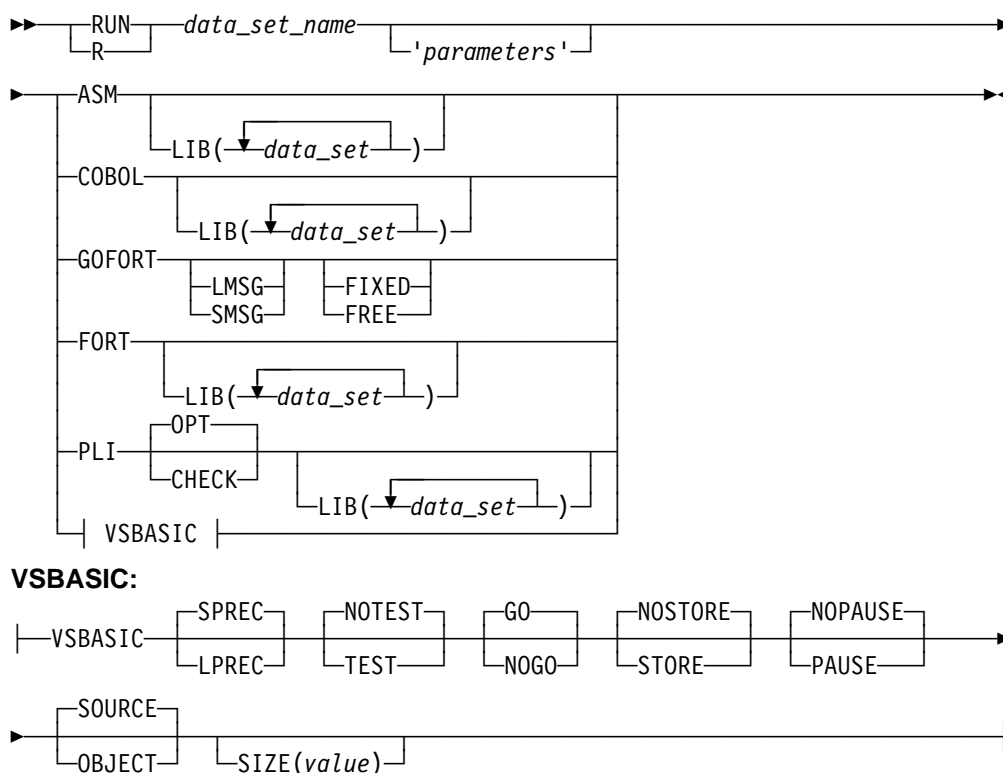 RUN data_set_name
R 'parameters'
ASM
LIB( data_set )
COBOL
LIB( data_set )
GOFORT
LMSG FIXED
SMSG FREE
FORT
LIB( data_set )
OPT
PLI
CHECK
LIB( data_set )
VSBASIC
VSBASIC:
SPREC NOTEST GO NOSTORE NOPAUSE
VSBASIC
LPREC TEST NOGO STORE PAUSE
SOURCE
OBJECT SIZE(value)